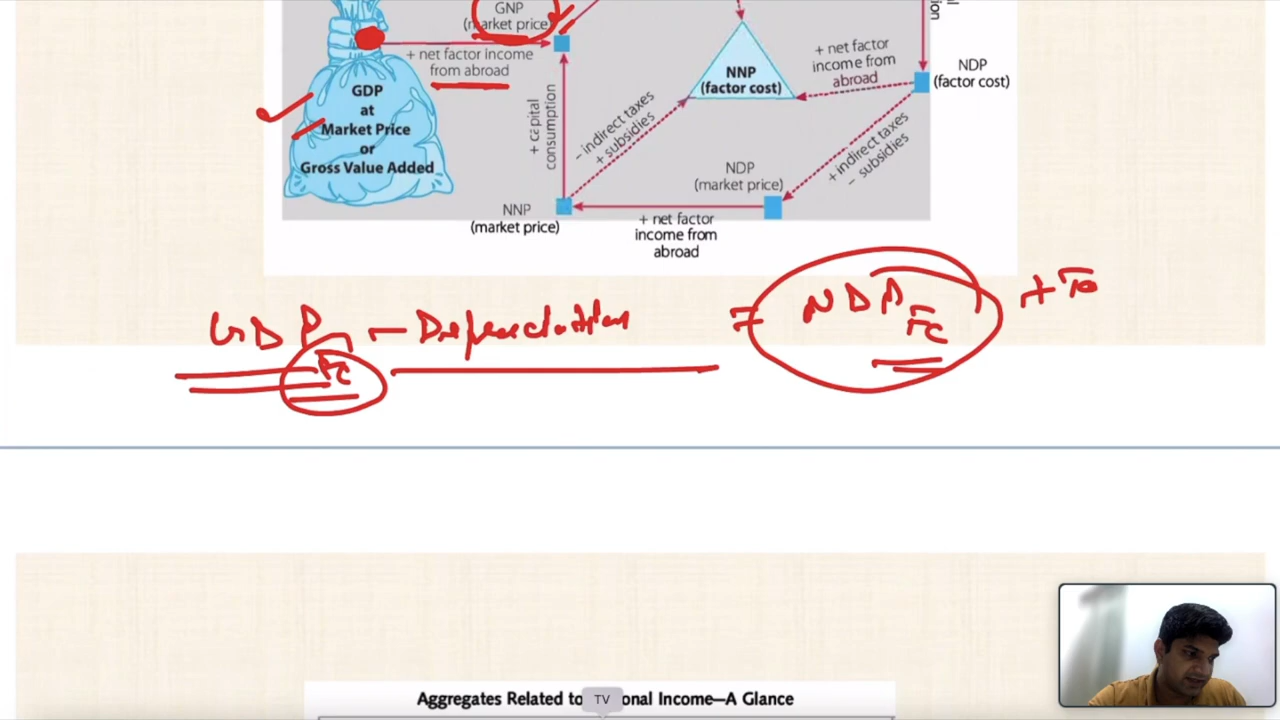 GNP
(market price)
+ net factor income
from abroad
GDP
at
Market Price
or
Gross Value Added
+ capital
consumption
NNP
(market price)
− indirect taxes
+ subsidies
NNP
(factor cost)
+ net factor
income from
abroad
NDP
(factor cost)
+ indirect taxes
− subsidies
NDP
(market price)
+ net factor
income from
abroad
GDP FC − Depreciation = NDP FC +
Aggregates Related to TV onal Income—A Glance